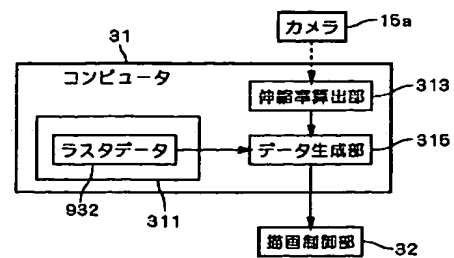 カメラ
15a
31
コンピュータ
伸縮率算出部
313
ラスタデータ
データ生成部
315
932
311
描画制御部
32